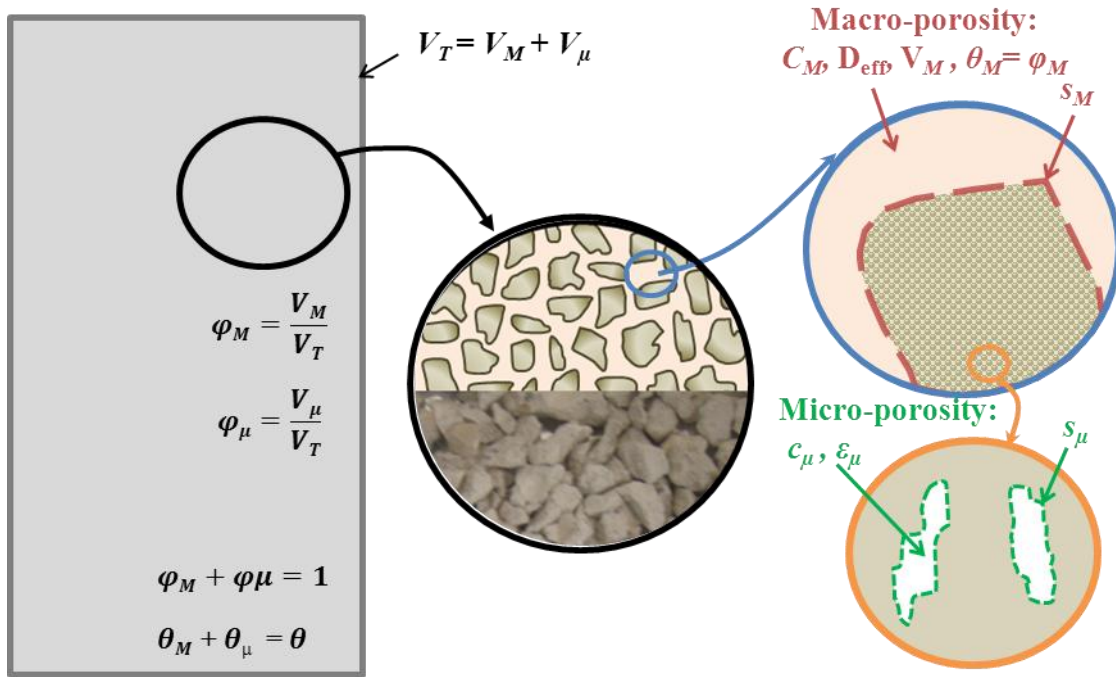 V_T = V_M + V_μ
φ_M = V_M / V_T
φ_μ = V_μ / V_T
φ_M + φμ = 1
θ_M + θ_μ = θ
Macro-porosity:
C_M, D_eff, V_M , θ_M= φ_M
s_M
Micro-porosity:
c_μ , ε_μ
s_μ